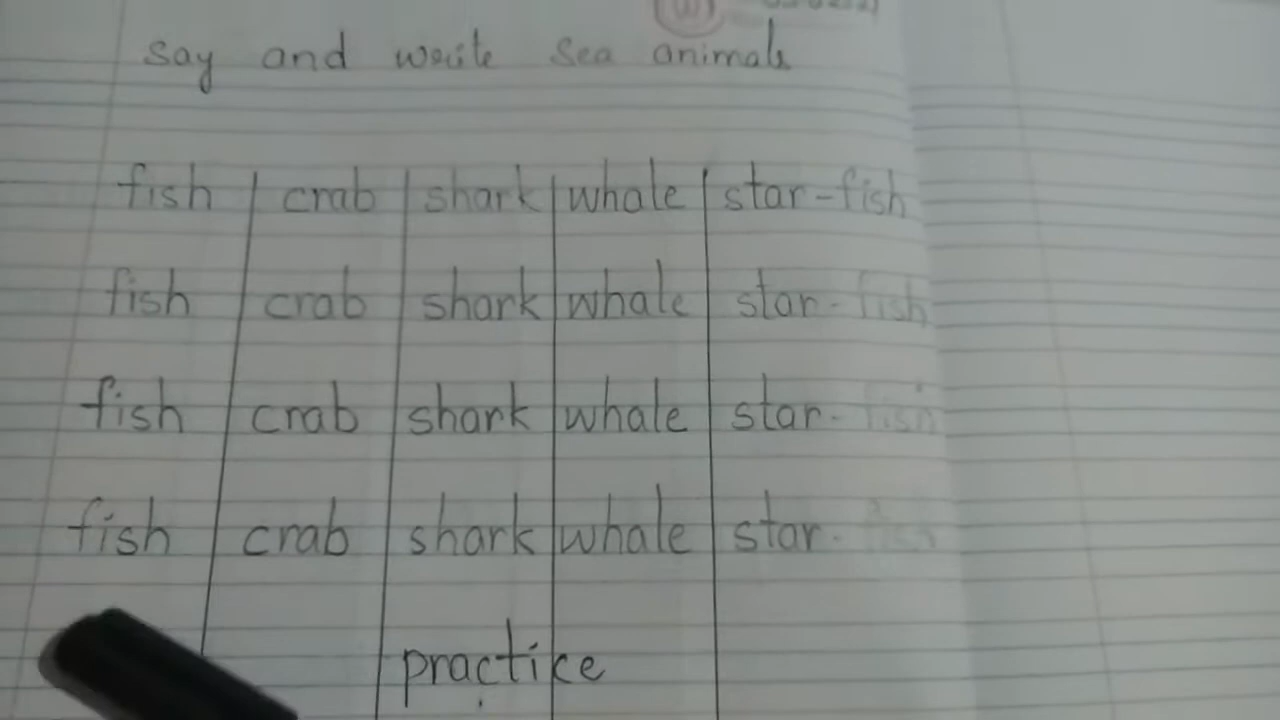 say and write sea animals
fish crab shark whale star-fish
fish crab shark whale star-fish
fish crab shark whale star-fish
fish crab shark whale star-
practice